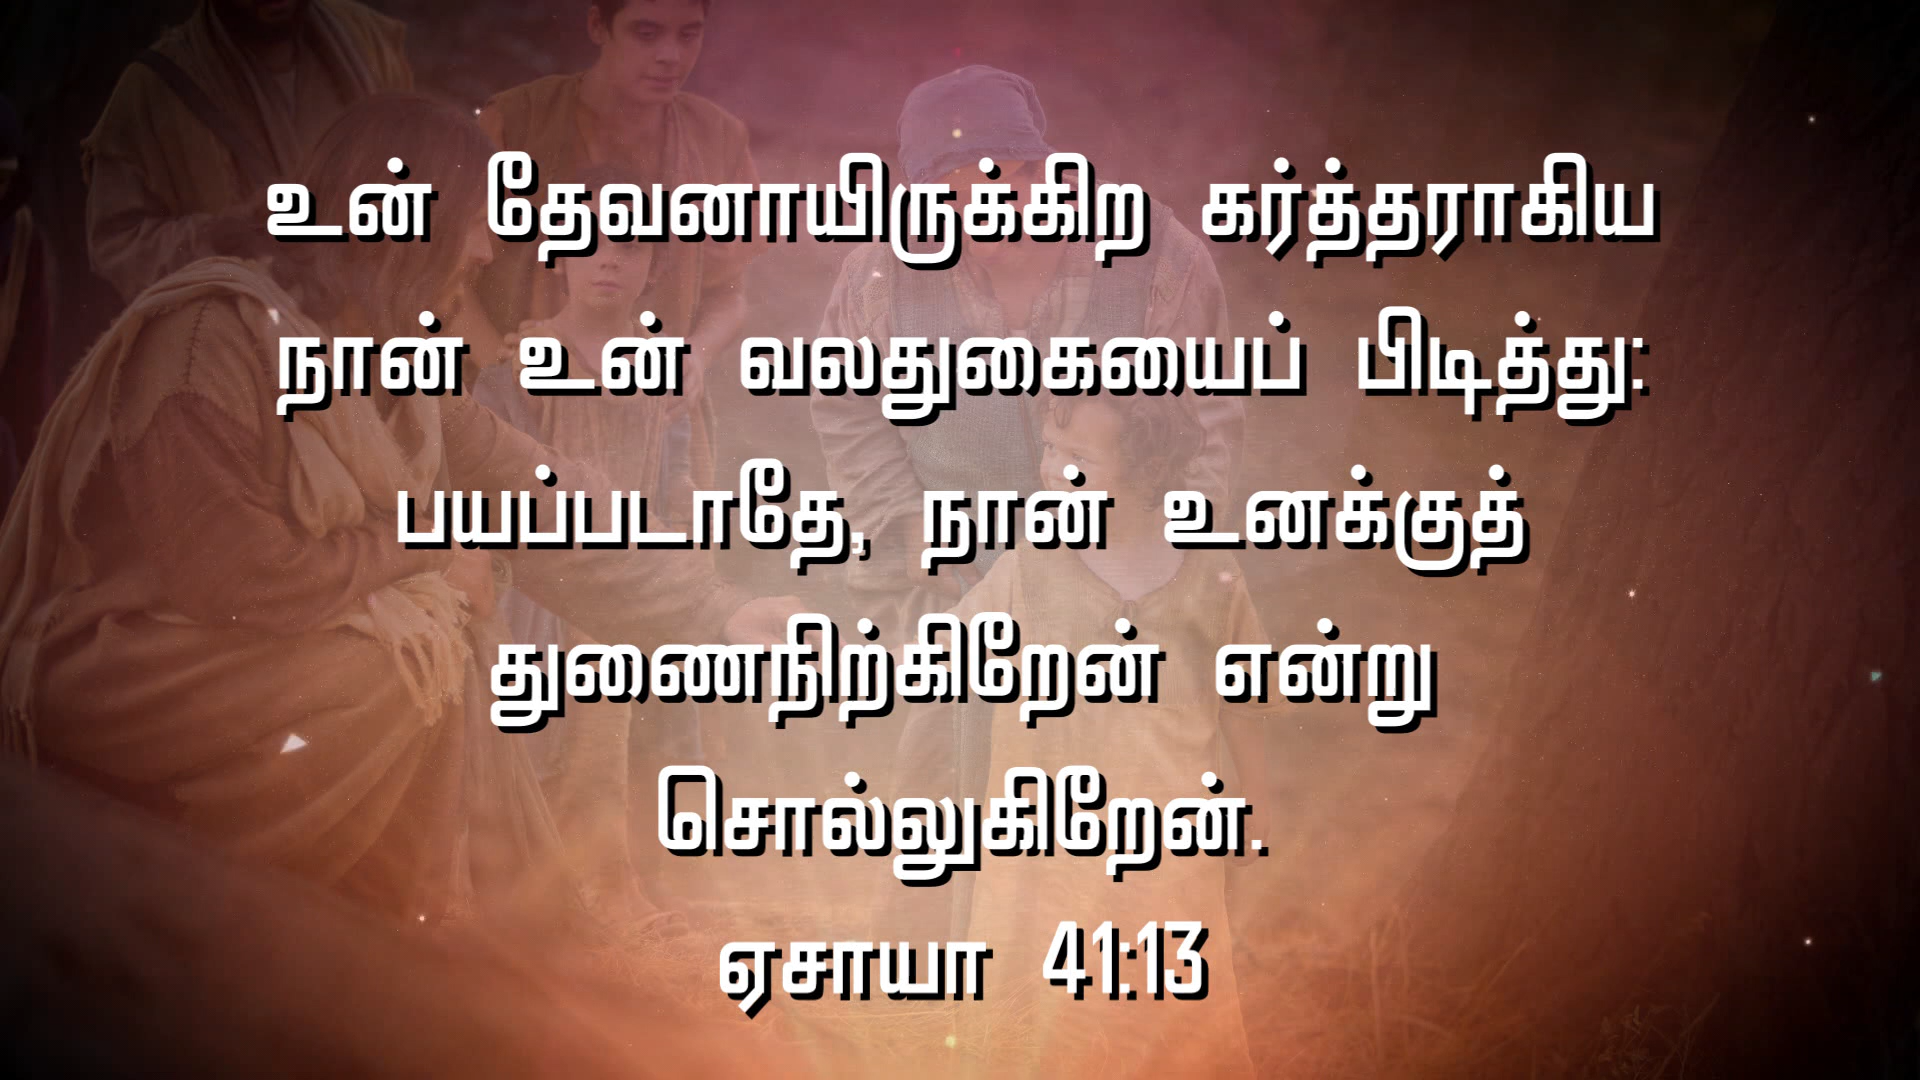 உன் தேவனாயிருக்கிற கர்த்தராகிய
நான் உன் வலதுகையைப் பிடித்து:
பயப்படாதே, நான் உனக்குத்
துணைநிற்கிறேன் என்று
சொல்லுகிறேன்.
ஏசாயா 41:13